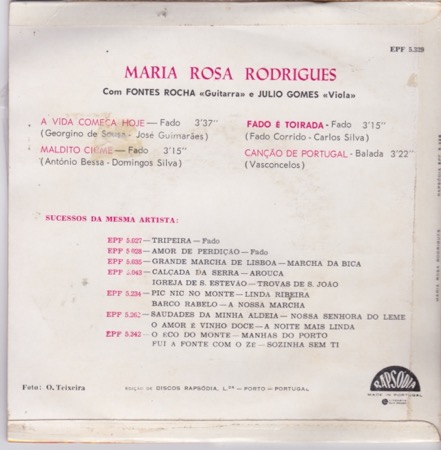 EPF 5.329
MARIA ROSA RODRIGUES
Com FONTES ROCHA «Guitarra» e JULIO GOMES «Viola»
A VIDA COMEÇA HOJE — Fado 3'37''
(Georgino de Sousa - José Guimarães)
MALDITO CIÚME — Fado 3'15''
(António Bessa - Domingos Silva)
FADO É TOIRADA - Fado 3'15''
(Fado Corrido - Carlos Silva)
CANÇÃO DE PORTUGAL - Balada 3'22''
(Vasconcelos)
SUCESSOS DA MESMA ARTISTA:
EPF 5.027 — TRIPEIRA — Fado
EPF 5.028 — AMOR DE PERDIÇÃO — Fado
EPF 5.035 — GRANDE MARCHA DE LISBOA — MARCHA DA BICA
EPF 5.043 — CALÇADA DA SERRA — AROUCA
IGREJA DE S. ESTEVÃO — TROVAS DE S. JOÃO
EPF 5.234 — PIC NIC NO MONTE — LINDA RIBEIRA
BARCO RABELO — A NOSSA MARCHA
EPF 5.262 — SAUDADES DA MINHA ALDEIA — NOSSA SENHORA DO LEME
O AMOR É VINHO DOCE — A NOITE MAIS LINDA
EPF 5.342 — O ECO DO MONTE — MANHAS DO PORTO
FUI A FONTE COM O ZE — SOZINHA SEM TI
Foto: O. Teixeira
EDIÇÃO DE DISCOS RAPSÓDIA, L.DA — PORTO — PORTUGAL
RAPSÓDIA
MADE IN PORTUGAL